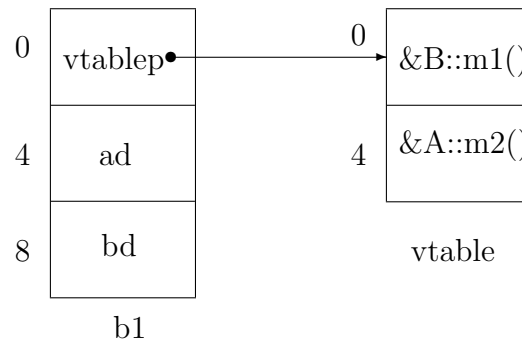 0
vtablep
0
&B::m1()
4
ad
4
&A::m2()
8
bd
vtable
b1